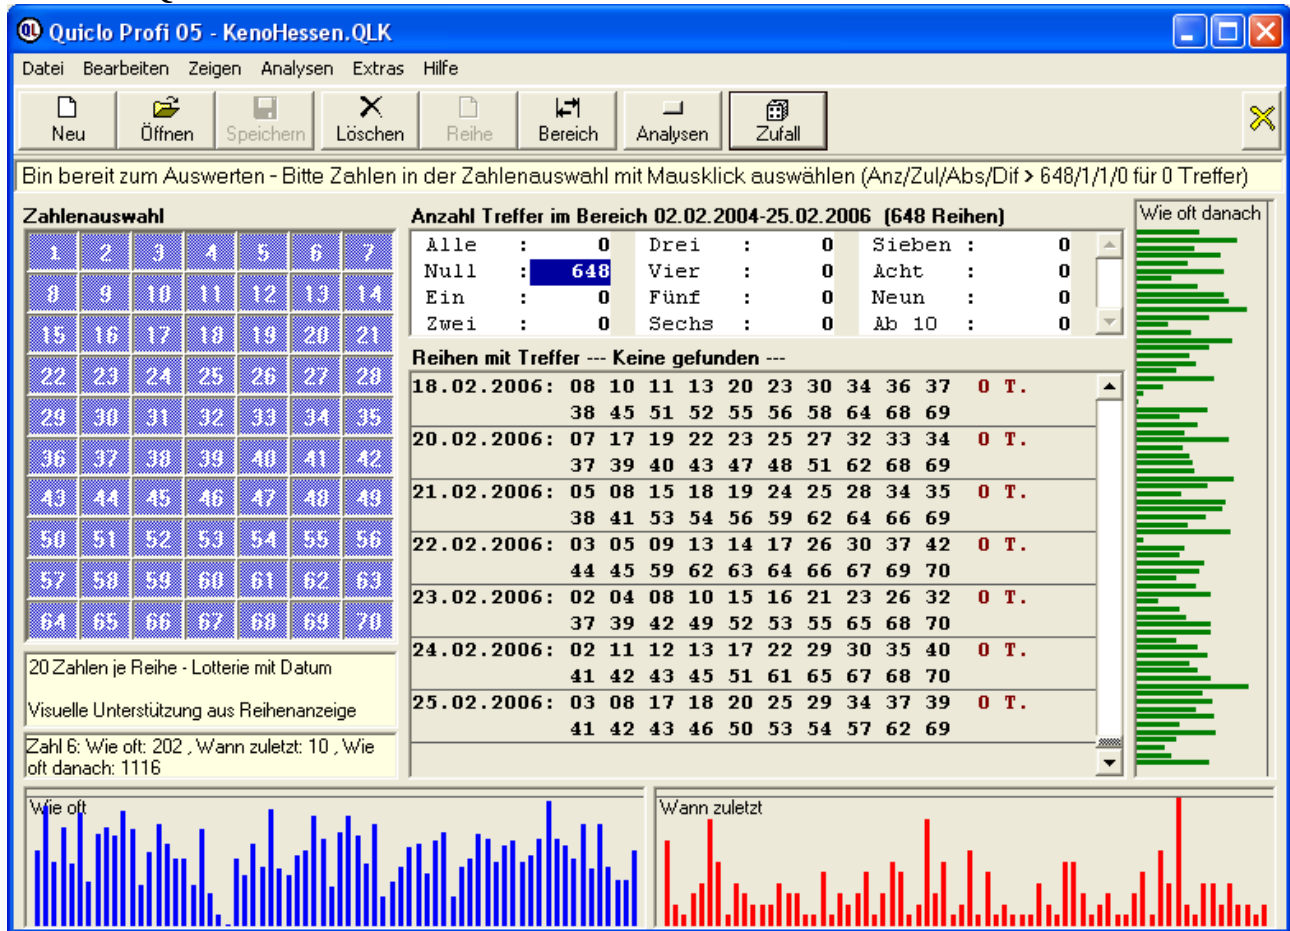 Quiclo Profi 05 - KenoHessen.QLK
Datei Bearbeiten Zeigen Analysen Extras Hilfe
Neu Öffnen Speichern Löschen Reihe Bereich Analysen Zufall
Bin bereit zum Auswerten - Bitte Zahlen in der Zahlenauswahl mit Mausklick auswählen (Anz/Zul/Abs/Dif > 648/1/1/0 für 0 Treffer)
Zahlenauswahl
1 2 3 4 5 6 7
8 9 10 11 12 13 14
15 16 17 18 19 20 21
22 23 24 25 26 27 28
29 30 31 32 33 34 35
36 37 38 39 40 41 42
43 44 45 46 47 48 49
50 51 52 53 54 55 56
57 58 59 60 61 62 63
64 65 66 67 68 69 70
20 Zahlen je Reihe - Lotterie mit Datum
Visuelle Unterstützung aus Reihenanzeige
Zahl 6: Wie oft: 202 , Wann zuletzt: 10 , Wie
oft danach: 1116
Anzahl Treffer im Bereich 02.02.2004-25.02.2006 (648 Reihen)
Alle : 0 Drei : 0 Sieben : 0
Null : 648 Vier : 0 Acht : 0
Ein : 0 Fünf : 0 Neun : 0
Zwei : 0 Sechs : 0 Ab 10 : 0
Reihen mit Treffer --- Keine gefunden ---
18.02.2006: 08 10 11 13 20 23 30 34 36 37 0 T.
38 45 51 52 55 56 58 64 68 69
20.02.2006: 07 17 19 22 23 25 27 32 33 34 0 T.
37 39 40 43 47 48 51 62 68 69
21.02.2006: 05 08 15 18 19 24 25 28 34 35 0 T.
38 41 53 54 56 59 62 64 66 69
22.02.2006: 03 05 09 13 14 17 26 30 37 42 0 T.
44 45 59 62 63 64 66 67 69 70
23.02.2006: 02 04 08 10 15 16 21 23 26 32 0 T.
37 39 42 49 52 53 55 65 68 70
24.02.2006: 02 11 12 13 17 22 29 30 35 40 0 T.
41 42 43 45 51 61 65 67 68 70
25.02.2006: 03 08 17 18 20 25 29 34 37 39 0 T.
41 42 43 46 50 53 54 57 62 69
Wie oft danach
Wie oft
Wann zuletzt